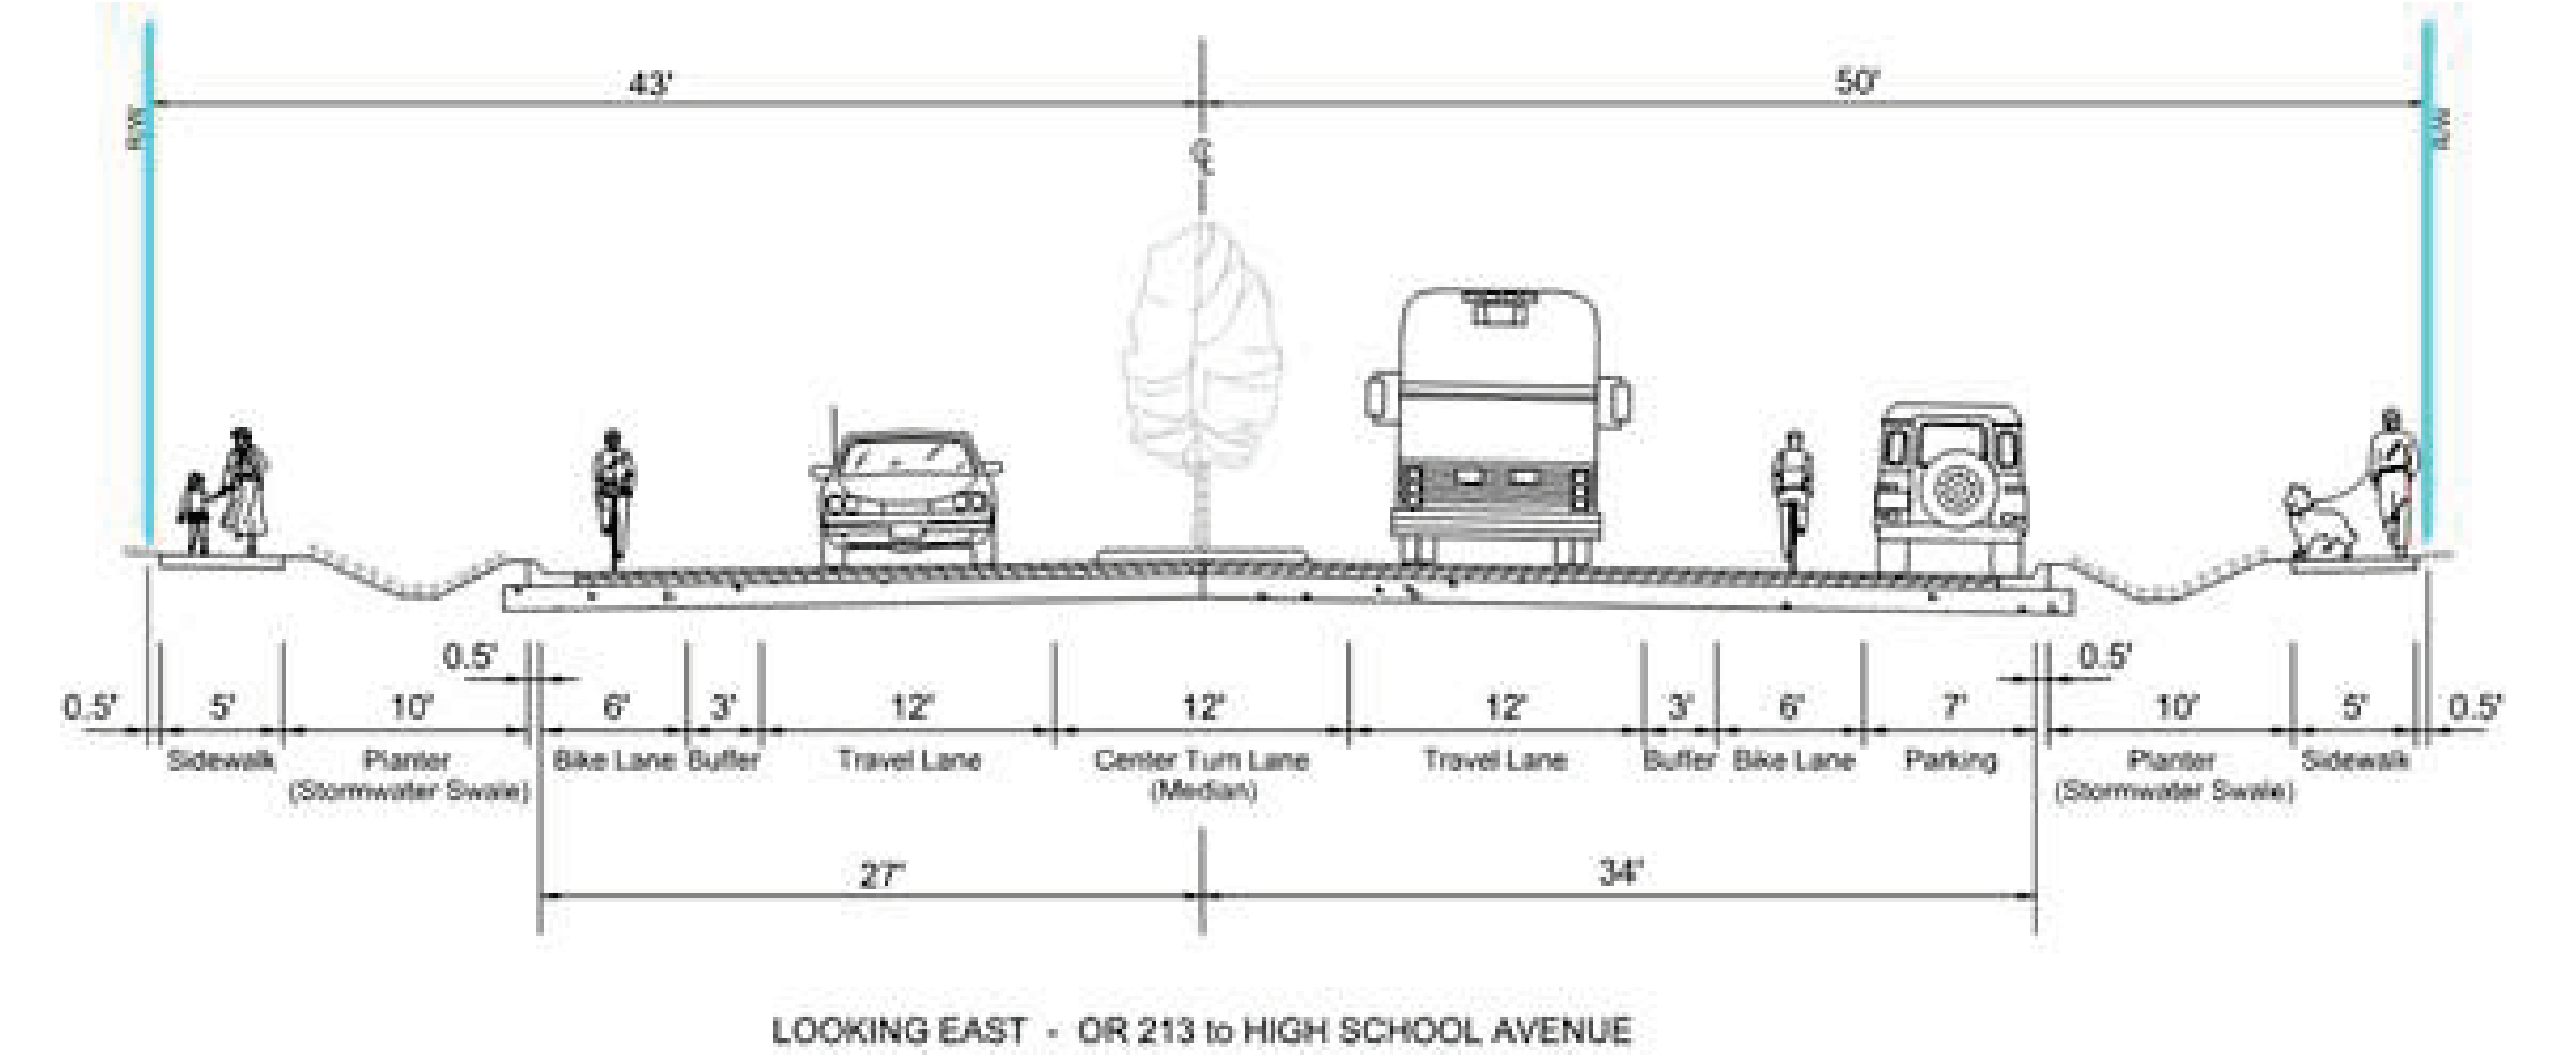 43'
50'
R/W
R/W
℄
0.5'
0.5'
0.5'
5'
10'
6'
3'
12'
12'
12'
3'
6'
7'
10'
5'
0.5'
Sidewalk
Planter
(Stormwater Swale)
Bike Lane
Buffer
Travel Lane
Center Turn Lane
(Median)
Travel Lane
Buffer
Bike Lane
Parking
Planter
(Stormwater Swale)
Sidewalk
27'
34'
LOOKING EAST - OR 213 to HIGH SCHOOL AVENUE